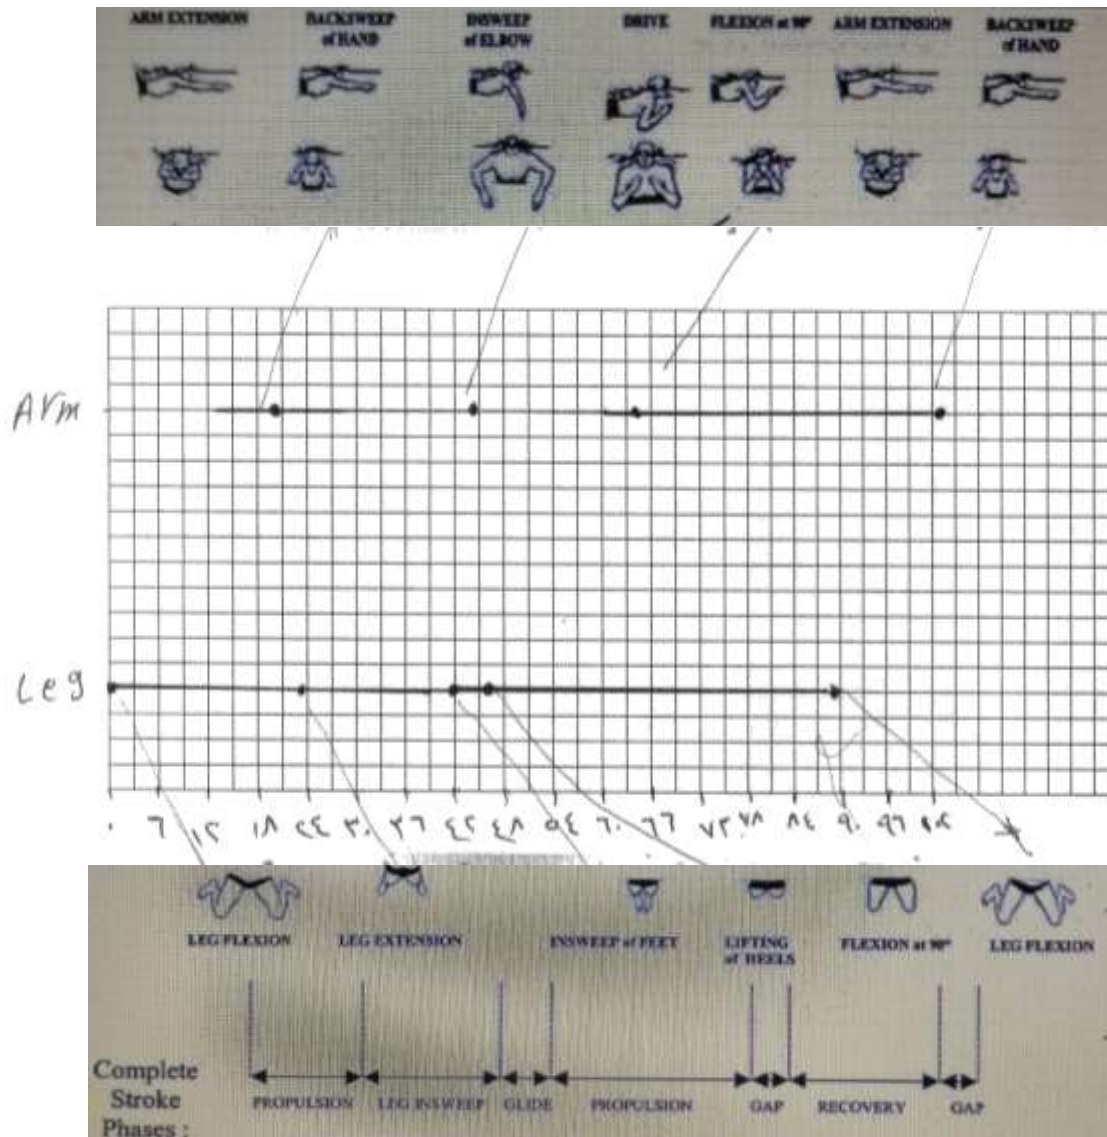 ARM EXTENSION BACKSWEEP of HAND INSWEEP of ELBOW DRIVE FLEXION at 90° ARM EXTENSION BACKSWEEP of HAND
Arm
Leg
٠ ٦ ١٢ ١٨ ٢٤ ٣٠ ٣٦ ٤٢ ٤٨ ٥٤ ٦٠ ٦٦ ٧٢ ٧٨ ٨٤ ٩٠ ٩٦
LEG FLEXION LEG EXTENSION INSWEEP of FEET LIFTING of HEELS FLEXION at 90° LEG FLEXION
Complete
Stroke
Phases :
PROPULSION LEG INSWEEP GLIDE PROPULSION GAP RECOVERY GAP